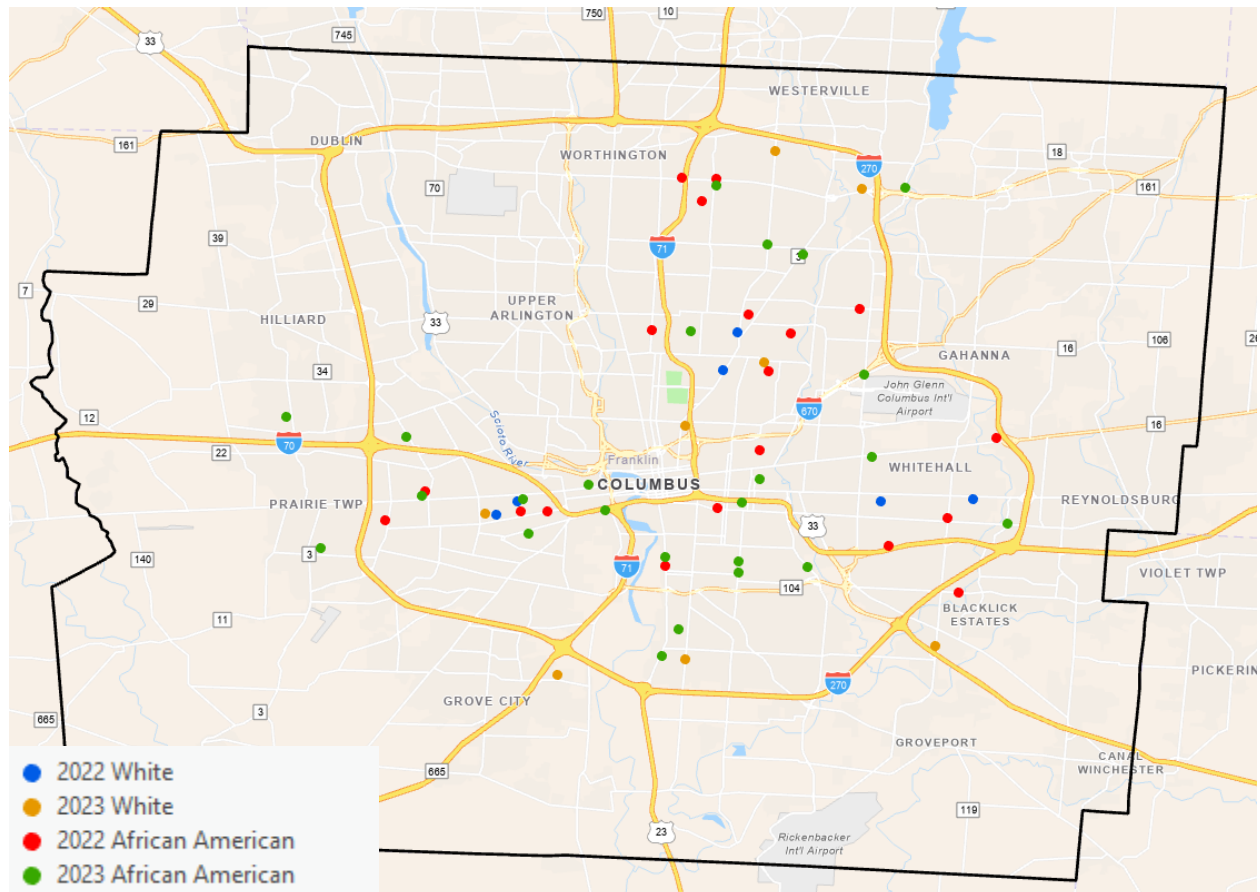 750
10
33
745
WESTERVILLE
161
DUBLIN
WORTHINGTON
18
270
161
70
39
71
3
7
29
UPPER
ARLINGTON
HILLIARD
33
106
GAHANNA
16
34
John Glenn
Columbus Int'l
Airport
12
670
Scioto River
16
70
22
Franklin
WHITEHALL
COLUMBUS
PRAIRIE TWP
REYNOLDSBURG
33
3
140
71
104
VIOLET TWP
11
BLACKLICK
ESTATES
PICKERIN
270
GROVE CITY
3
665
GROVEPORT
CANAL
WINCHESTER
665
119
23
Rickenbacker
Int'l Airport
2022 White
2023 White
2022 African American
2023 African American